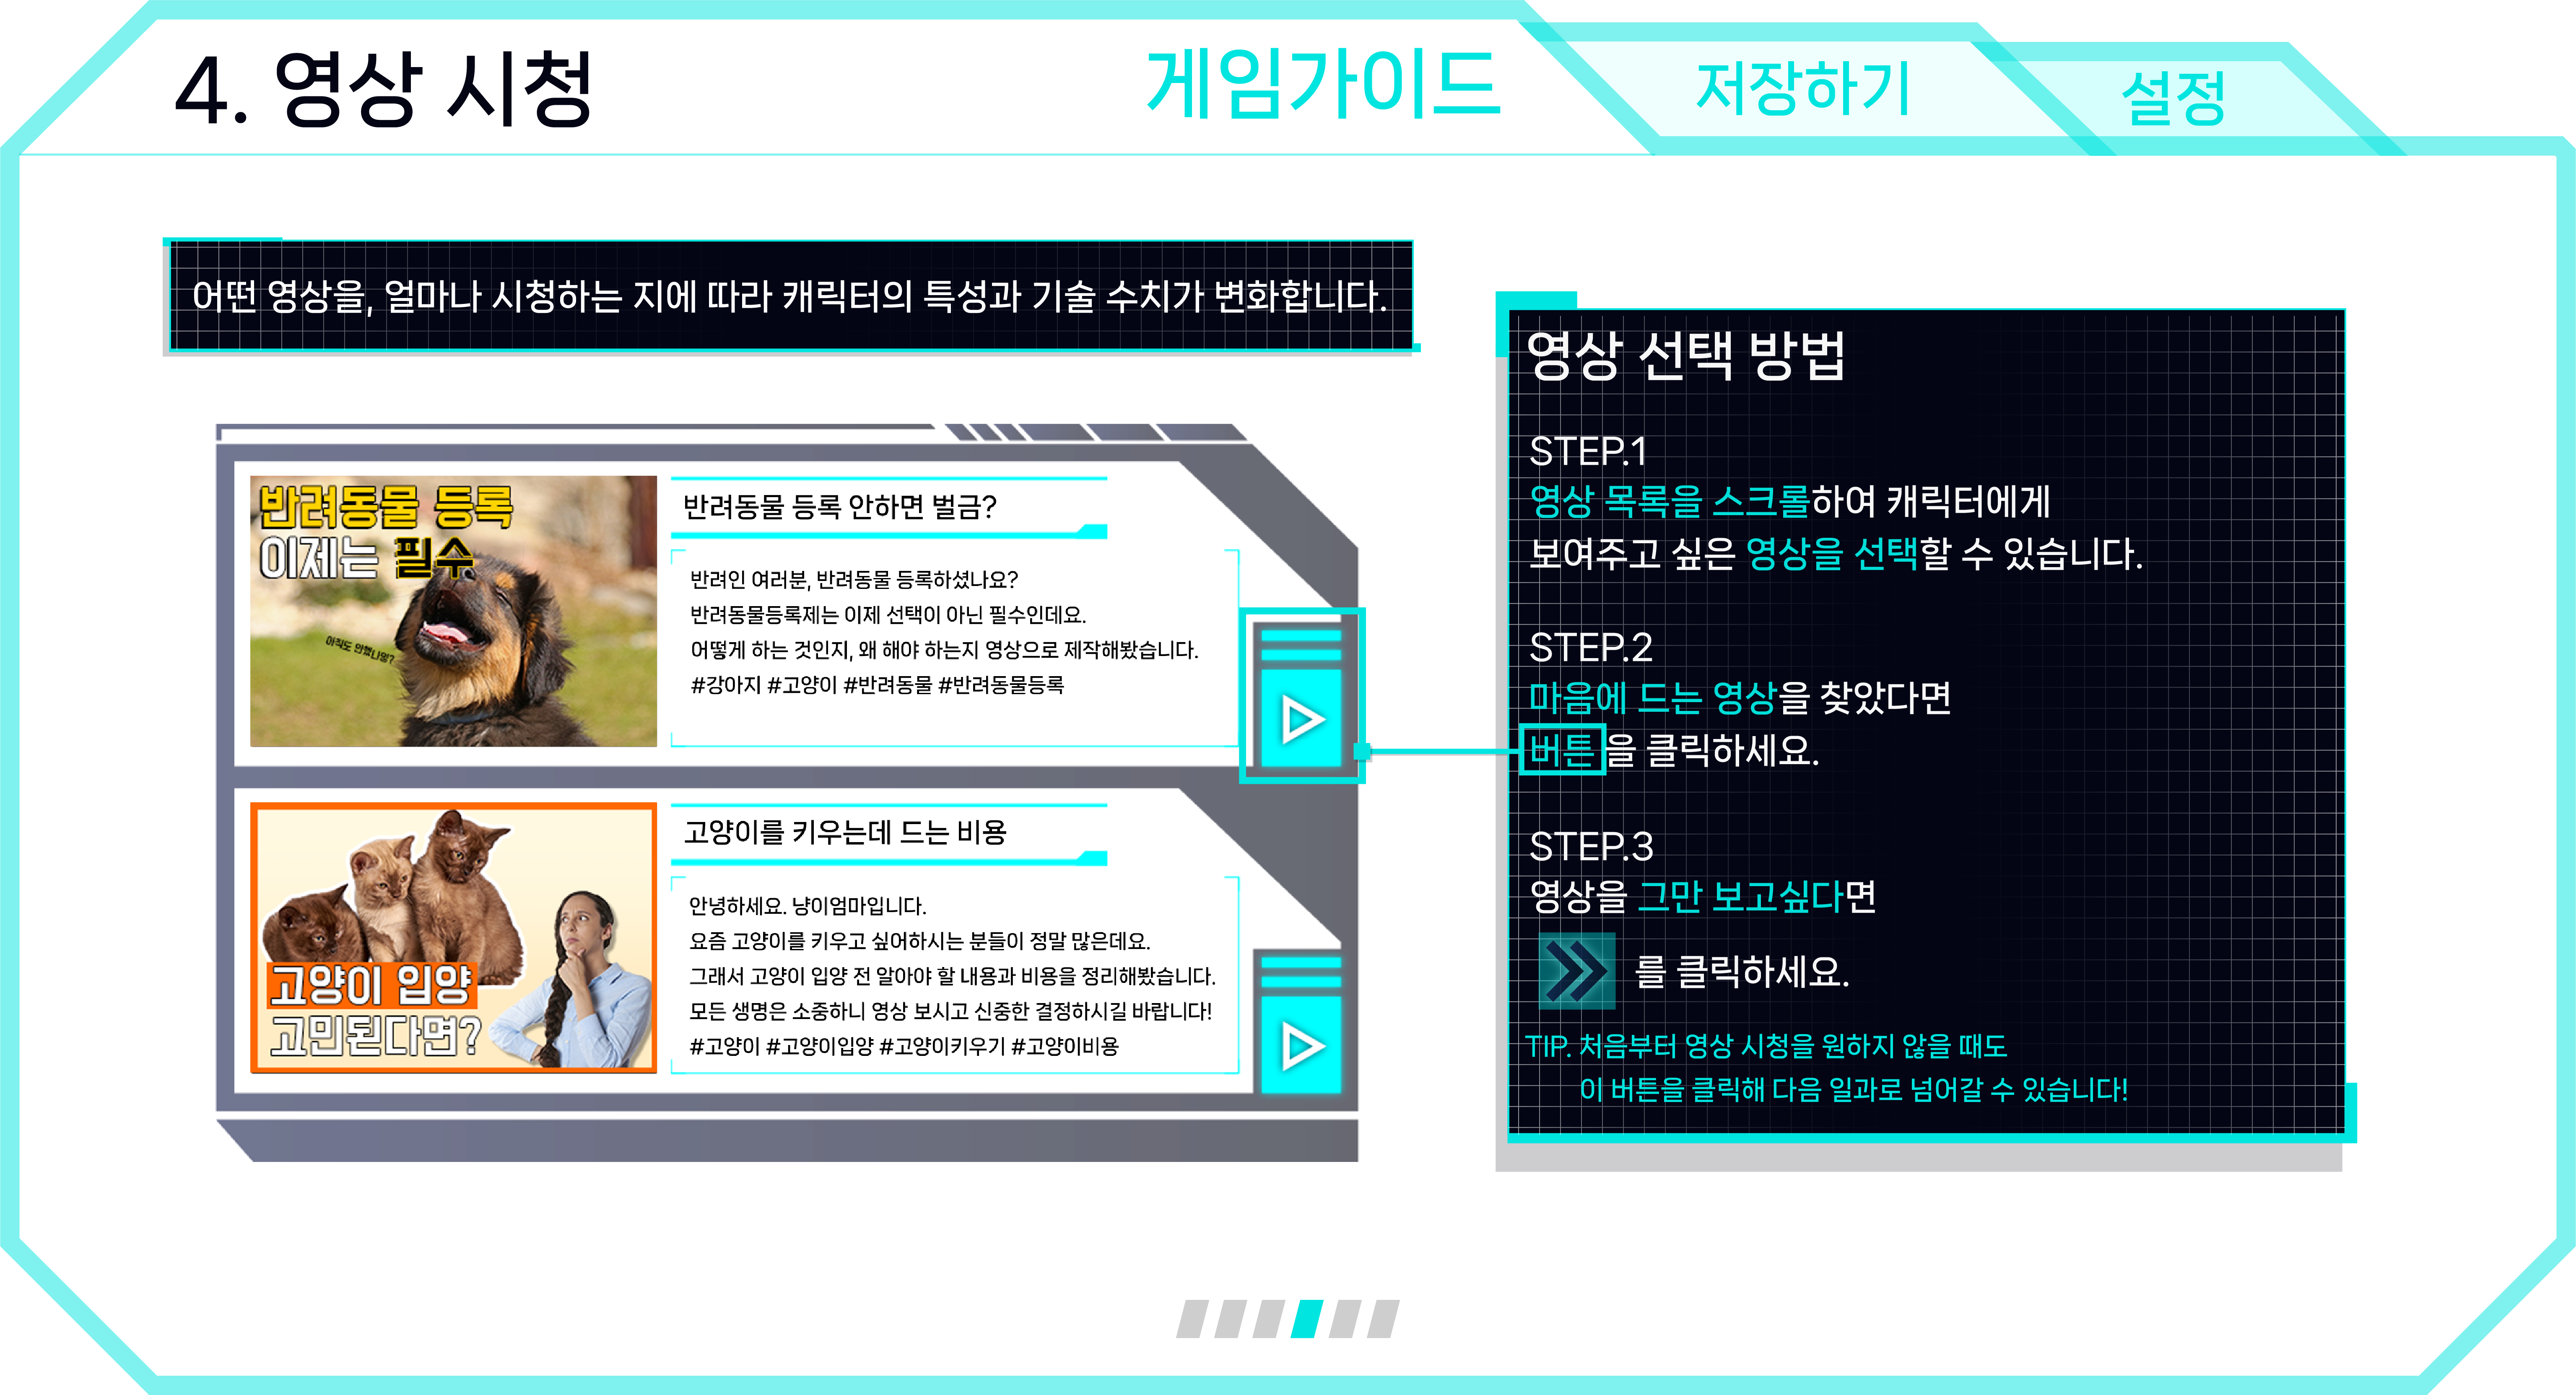 4. 영상 시청
게임가이드
저장하기
설정
어떤 영상을, 얼마나 시청하는 지에 따라 캐릭터의 특성과 기술 수치가 변화합니다.
반려동물 등록
이제는 필수
아직도 안했나멍?
반려동물 등록 안하면 벌금?
반려인 여러분, 반려동물 등록하셨나요?
반려동물등록제는 이제 선택이 아닌 필수인데요.
어떻게 하는 것인지, 왜 해야 하는지 영상으로 제작해봤습니다.
#강아지 #고양이 #반려동물 #반려동물등록
고양이 입양
고민된다면?
고양이를 키우는데 드는 비용
안녕하세요. 냥이엄마입니다.
요즘 고양이를 키우고 싶어하시는 분들이 정말 많은데요.
그래서 고양이 입양 전 알아야 할 내용과 비용을 정리해봤습니다.
모든 생명은 소중하니 영상 보시고 신중한 결정하시길 바랍니다!
#고양이 #고양이입양 #고양이키우기 #고양이비용
영상 선택 방법
STEP.1
영상 목록을 스크롤하여 캐릭터에게
보여주고 싶은 영상을 선택할 수 있습니다.
STEP.2
마음에 드는 영상을 찾았다면
버튼을 클릭하세요.
STEP.3
영상을 그만 보고싶다면
를 클릭하세요.
TIP. 처음부터 영상 시청을 원하지 않을 때도
이 버튼을 클릭해 다음 일과로 넘어갈 수 있습니다!